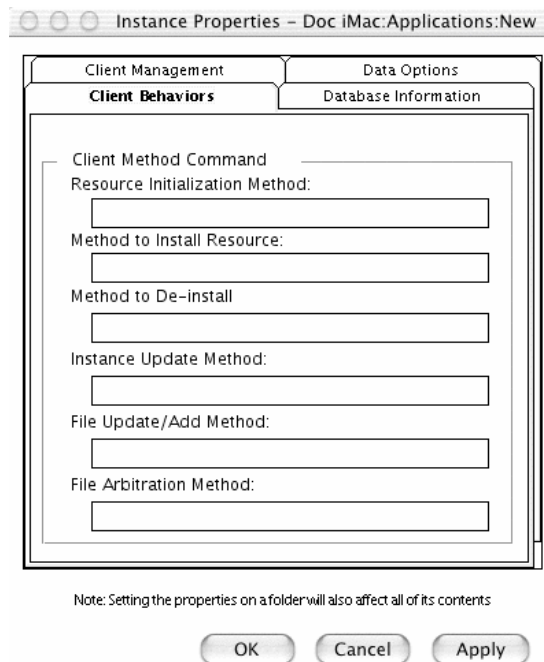 Instance Properties – Doc iMac:Applications:New
Client Management
Data Options
Client Behaviors
Database Information
Client Method Command
Resource Initialization Method:
Method to Install Resource:
Method to De-install
Instance Update Method:
File Update/Add Method:
File Arbitration Method:
Note: Setting the properties on a folder will also affect all of its contents
OK
Cancel
Apply